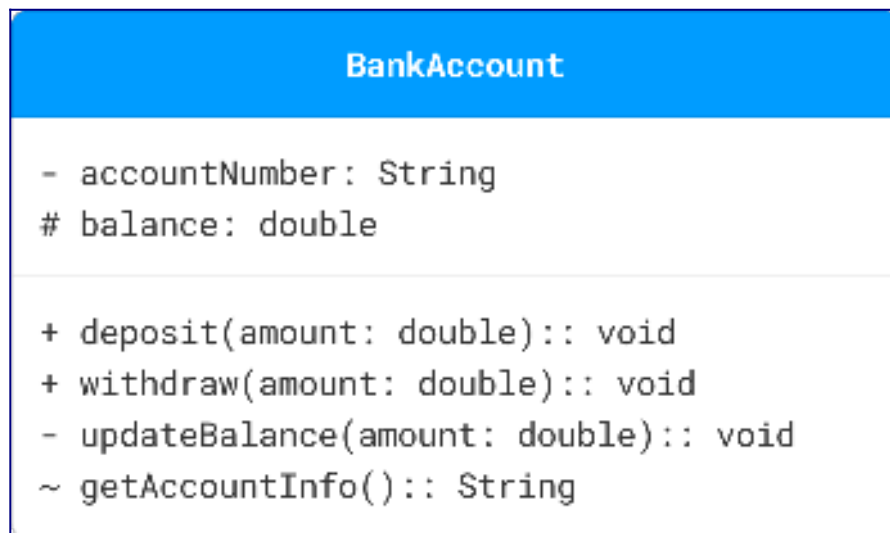 BankAccount
- accountNumber: String
# balance: double
+ deposit(amount: double):: void
+ withdraw(amount: double):: void
- updateBalance(amount: double):: void
~ getAccountInfo():: String